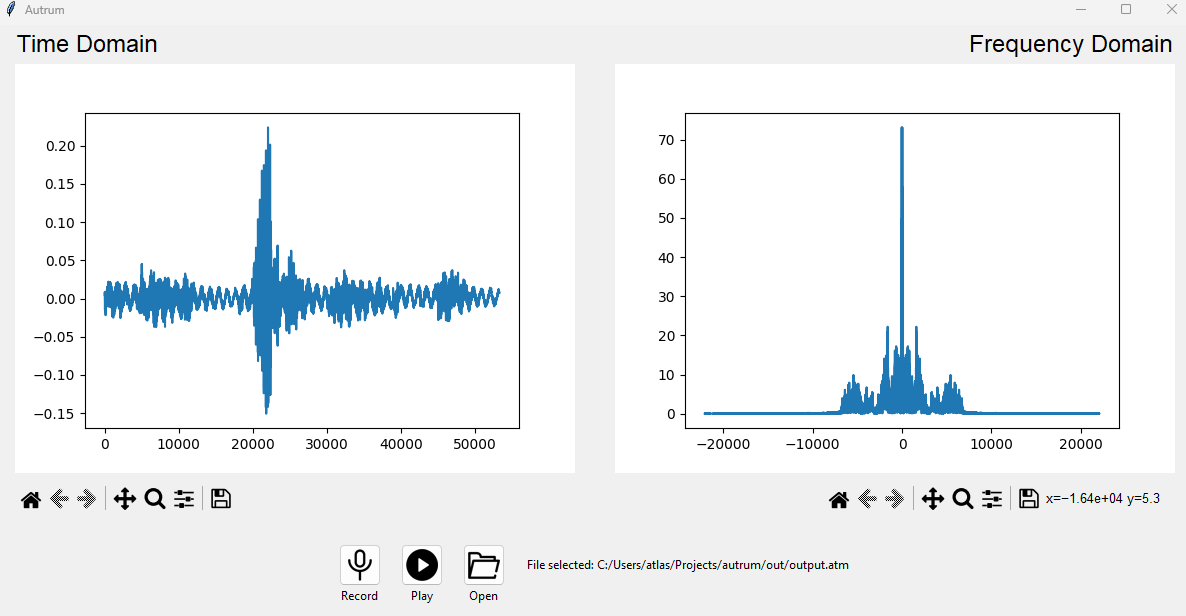 Autrum
Time Domain
Frequency Domain
0.20
0.15
0.10
0.05
0.00
−0.05
−0.10
−0.15
0 10000 20000 30000 40000 50000
70
60
50
40
30
20
10
0
−20000 −10000 0 10000 20000
x=−1.64e+04 y=5.3
Record Play Open
File selected: C:/Users/atlas/Projects/autrum/out/output.atm